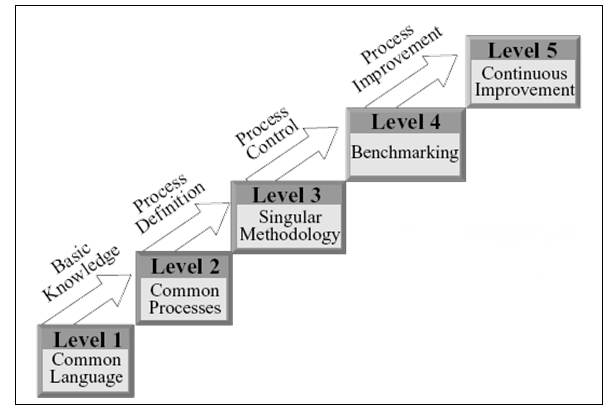 Level 1
Common
Language
Basic
Knowledge
Level 2
Common
Processes
Process
Definition
Level 3
Singular
Methodology
Process
Control
Level 4
Benchmarking
Process
Improvement
Level 5
Continuous
Improvement